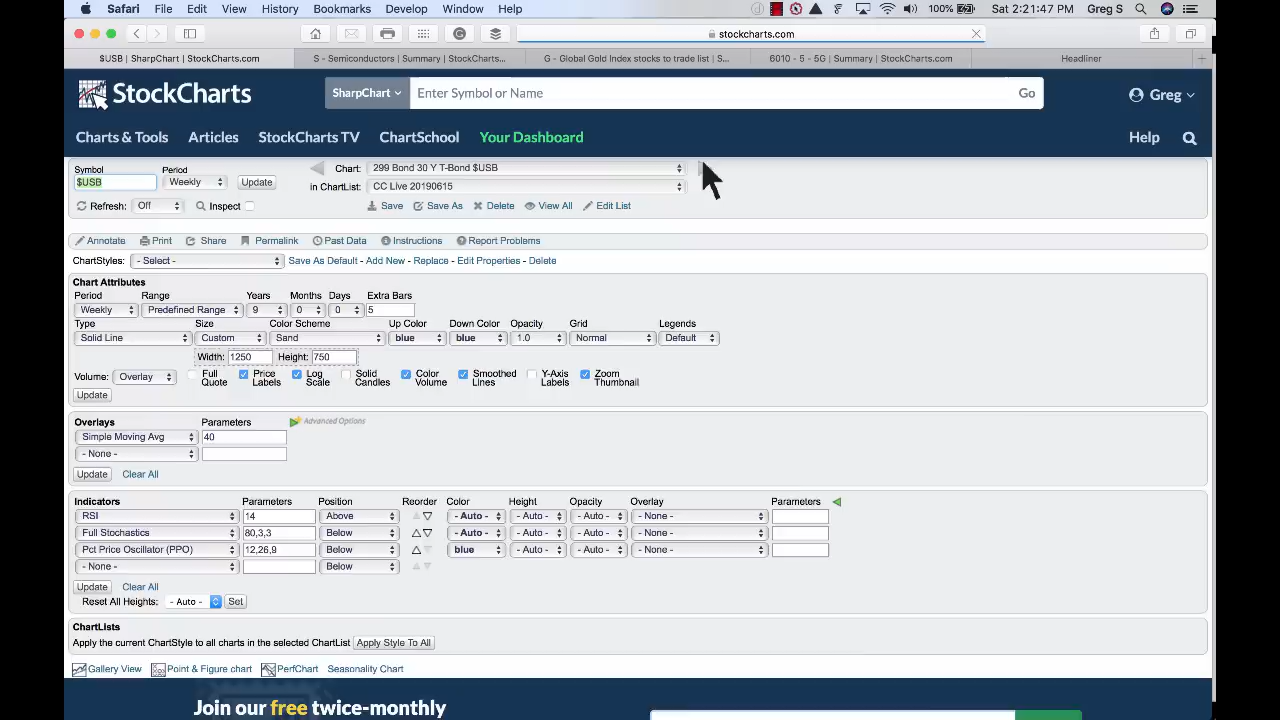 Safari File Edit View History Bookmarks Develop Window Help 100% Sat 2:21:47 PM Greg S
stockcharts.com
$USB | SharpChart | StockCharts.com S - Semiconductors | Summary | StockCharts... G - Global Gold Index stocks to trade list | S... 6010 - 5 - 5G | Summary | StockCharts.com Headliner
StockCharts SharpChart Enter Symbol or Name Go Greg
Charts & Tools Articles StockCharts TV ChartSchool Your Dashboard Help
Symbol Period Chart: 299 Bond 30 Y T-Bond $USB
$USB Weekly Update in ChartList: CC Live 20190615
Refresh: Off Inspect Save Save As Delete View All Edit List
Annotate Print Share Permalink Past Data Instructions Report Problems
ChartStyles: - Select - Save As Default - Add New - Replace - Edit Properties - Delete
Chart Attributes
Period Range Years Months Days Extra Bars
Weekly Predefined Range 9 0 0 5
Type Size Color Scheme Up Color Down Color Opacity Grid Legends
Solid Line Custom Sand blue blue 1.0 Normal Default
Width: 1250 Height: 750
Volume: Overlay Full Quote Price Labels Log Scale Solid Candles Color Volume Smoothed Lines Y-Axis Labels Zoom Thumbnail
Update
Overlays Parameters Advanced Options
Simple Moving Avg 40
- None -
Update Clear All
Indicators Parameters Position Reorder Color Height Opacity Overlay Parameters
RSI 14 Above - Auto - - Auto - - Auto - - None -
Full Stochastics 80,3,3 Below - Auto - - Auto - - Auto - - None -
Pct Price Oscillator (PPO) 12,26,9 Below blue - Auto - - Auto - - None -
- None - Below
Update Clear All
Reset All Heights: - Auto - Set
ChartLists
Apply the current ChartStyle to all charts in the selected ChartList Apply Style To All
Gallery View Point & Figure chart PerfChart Seasonality Chart
Join our free twice-monthly